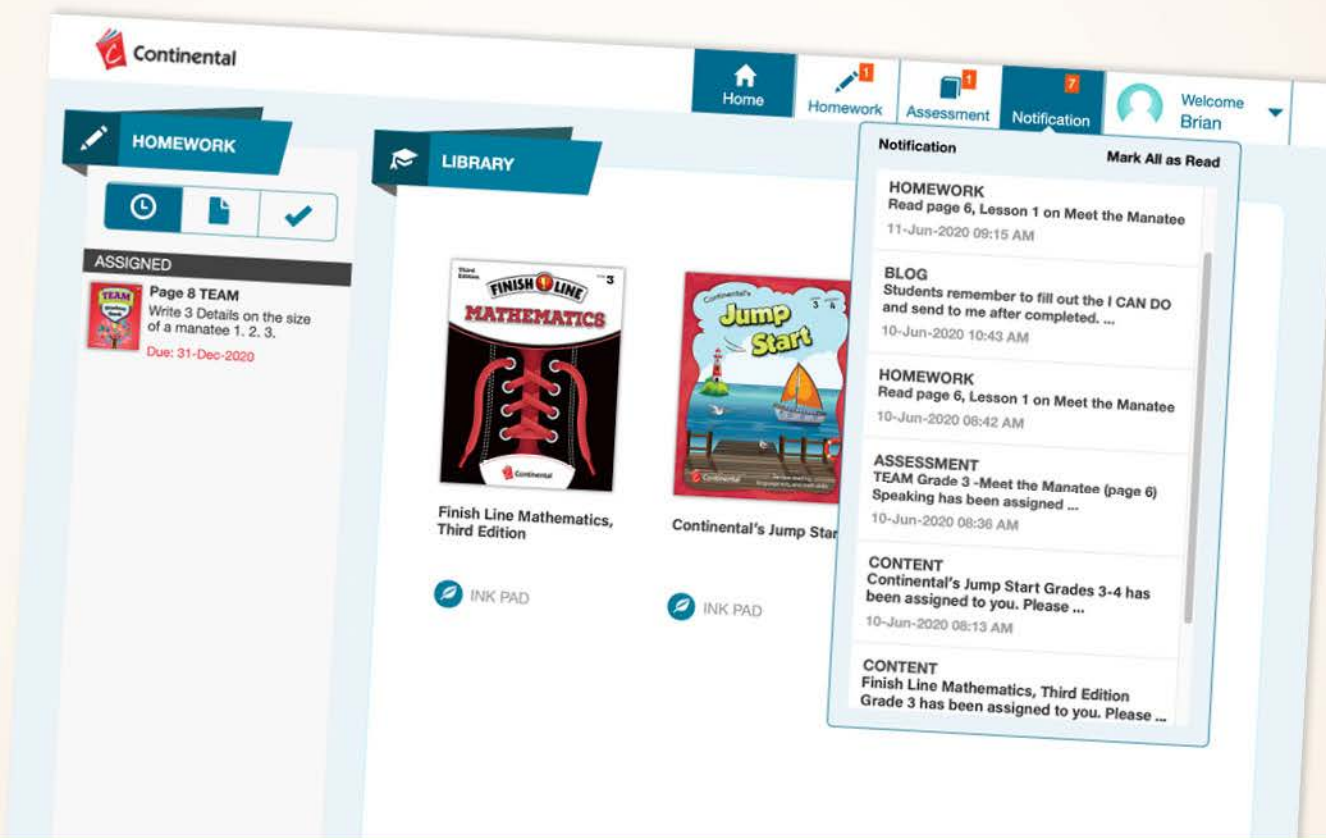 Continental
Home
1
Homework
1
Assessment
7
Notification
Welcome
Brian
HOMEWORK
ASSIGNED
TEAM
Page 8 TEAM
Write 3 Details on the size
of a manatee 1. 2. 3.
Due: 31-Dec-2020
LIBRARY
Third
Edition
3
FINISH LINE
MATHEMATICS
Continental
Finish Line Mathematics,
Third Edition
INK PAD
Continental's
3 4
Jump
Start
Continental
Continental's Jump Star
INK PAD
Notification
Mark All as Read
HOMEWORK
Read page 6, Lesson 1 on Meet the Manatee
11-Jun-2020 09:15 AM
BLOG
Students remember to fill out the I CAN DO
and send to me after completed. ...
10-Jun-2020 10:43 AM
HOMEWORK
Read page 6, Lesson 1 on Meet the Manatee
10-Jun-2020 08:42 AM
ASSESSMENT
TEAM Grade 3 -Meet the Manatee (page 6)
Speaking has been assigned ...
10-Jun-2020 08:36 AM
CONTENT
Continental's Jump Start Grades 3-4 has
been assigned to you. Please ...
10-Jun-2020 08:13 AM
CONTENT
Finish Line Mathematics, Third Edition
Grade 3 has been assigned to you. Please ...